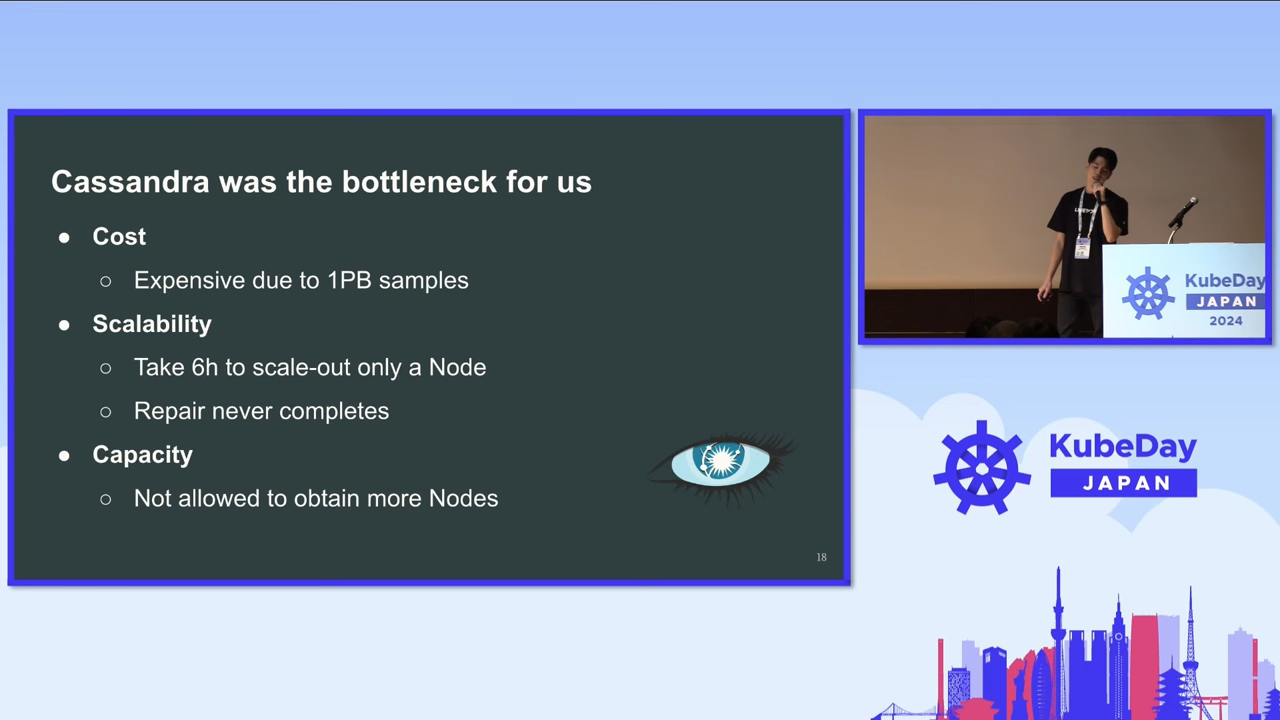 Cassandra was the bottleneck for us
● Cost
○ Expensive due to 1PB samples
● Scalability
○ Take 6h to scale-out only a Node
○ Repair never completes
● Capacity
○ Not allowed to obtain more Nodes
18
KubeDay
JAPAN
2024
KubeDay
JAPAN